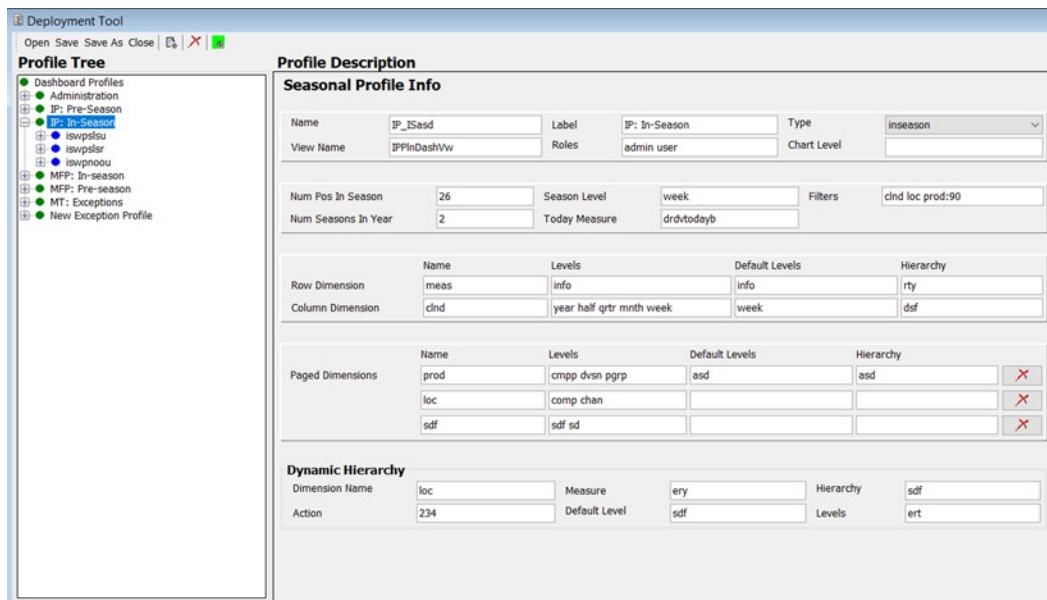 Deployment Tool
Open Save Save As Close
Profile Tree
Dashboard Profiles
Administration
IP: Pre-Season
IP: In-Season
iswpslsu
iswpslsr
iswpnoou
MFP: In-season
MFP: Pre-season
MT: Exceptions
New Exception Profile
Profile Description
Seasonal Profile Info
Name IP_ISasd Label IP: In-Season Type inseason
View Name IPPlnDashVw Roles admin user Chart Level
Num Pos In Season 26 Season Level week Filters clnd loc prod:90
Num Seasons In Year 2 Today Measure drdvtodayb
Name Levels Default Levels Hierarchy
Row Dimension meas info info rty
Column Dimension clnd year half qrtr mnth week week dsf
Name Levels Default Levels Hierarchy
Paged Dimensions prod cmpp dvsn pgrp asd asd
loc comp chan
sdf sdf sd
Dynamic Hierarchy
Dimension Name loc Measure ery Hierarchy sdf
Action 234 Default Level sdf Levels ert